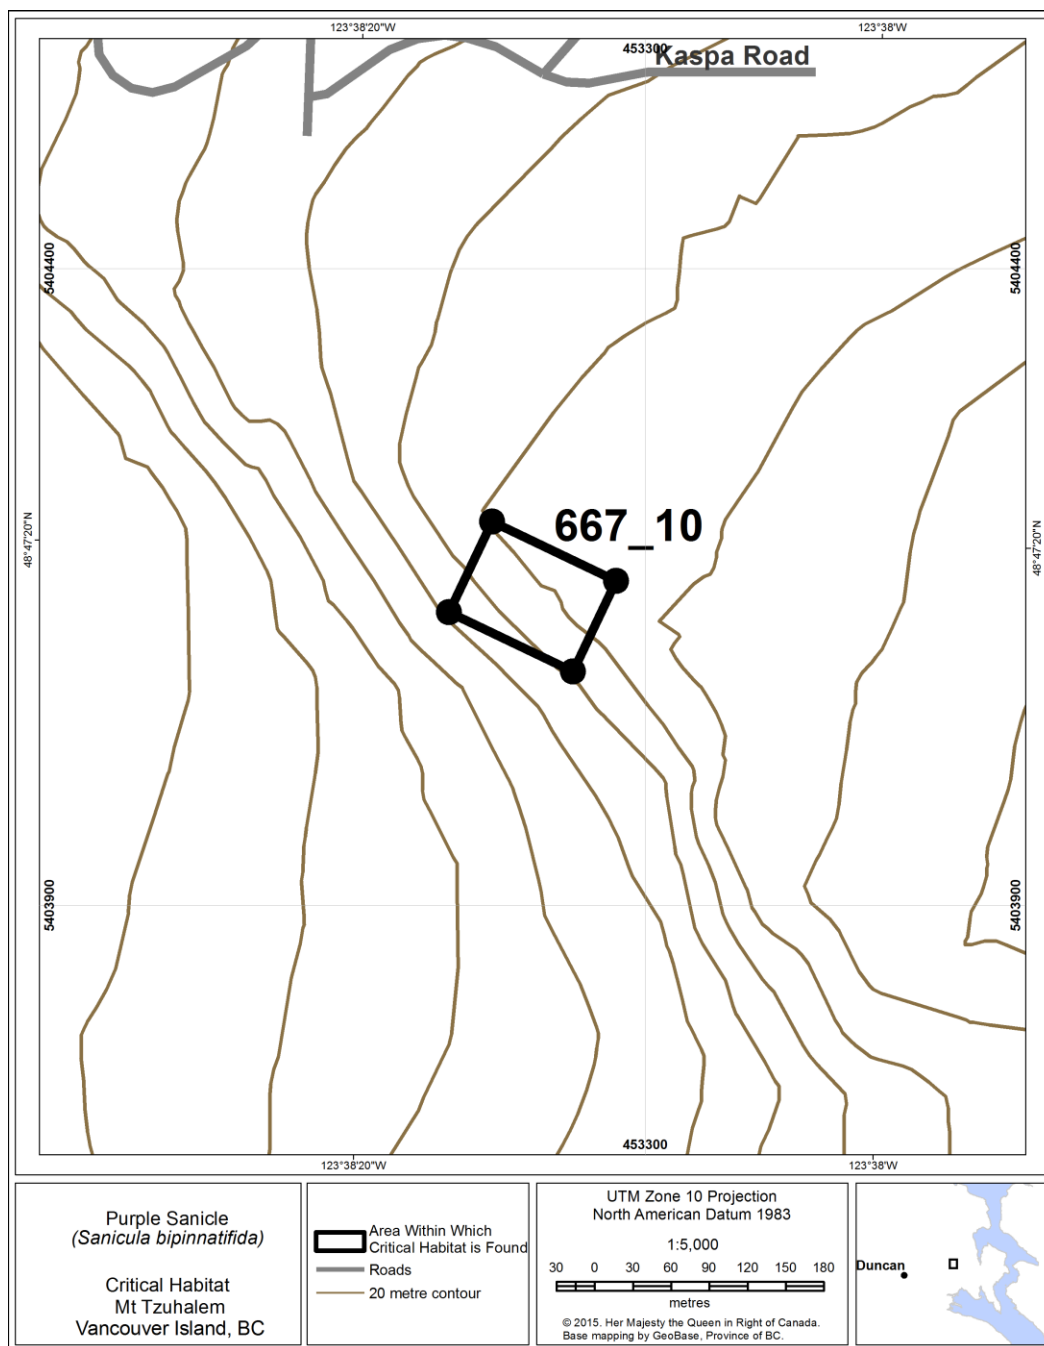 123°38'20"W
123°38'W
453300
Kaspa Road
5404400
5404400
667_10
48°47'20"N
48°47'20"N
5403900
5403900
453300
123°38'20"W
123°38'W
Purple Sanicle
(Sanicula bipinnatifida)
Critical Habitat
Mt Tzuhalem
Vancouver Island, BC
Area Within Which
Critical Habitat is Found
Roads
20 metre contour
UTM Zone 10 Projection
North American Datum 1983
1:5,000
30 0 30 60 90 120 150 180
metres
© 2015. Her Majesty the Queen in Right of Canada.
Base mapping by GeoBase, Province of BC.
Duncan